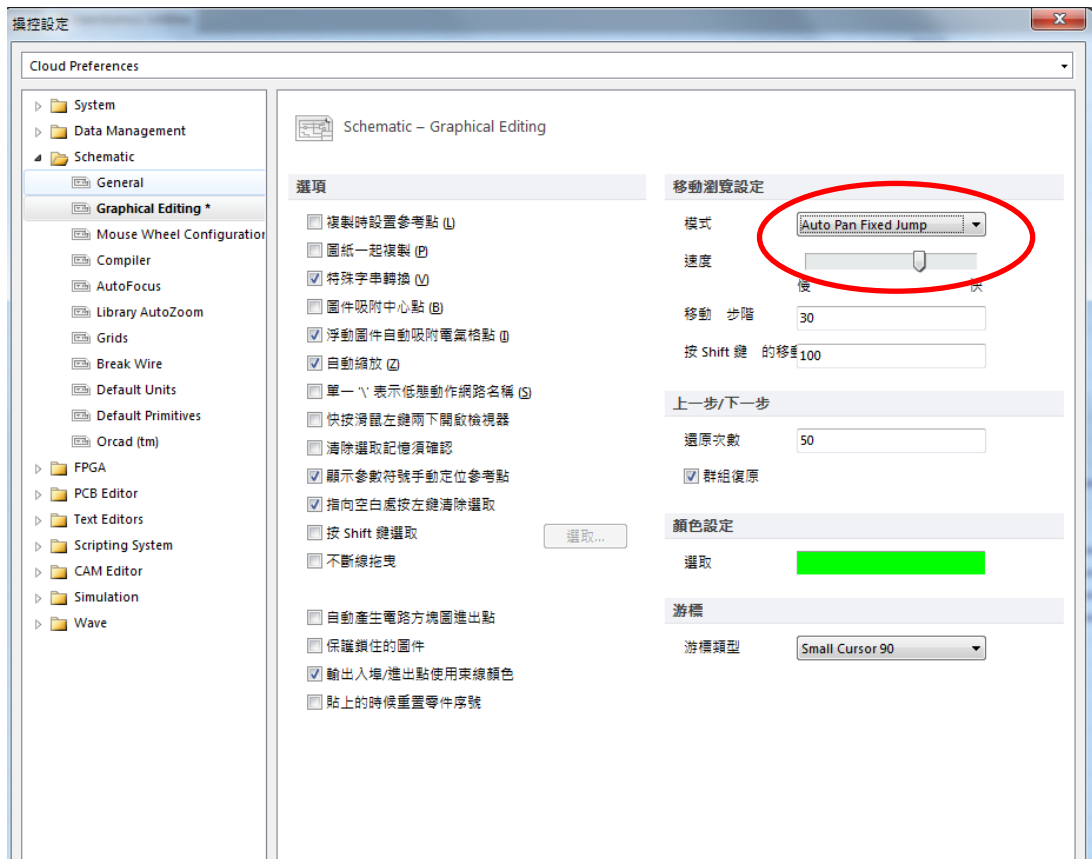 操控設定
Cloud Preferences
System
Data Management
Schematic
General
Graphical Editing *
Mouse Wheel Configuration
Compiler
AutoFocus
Library AutoZoom
Grids
Break Wire
Default Units
Default Primitives
Orcad (tm)
FPGA
PCB Editor
Text Editors
Scripting System
CAM Editor
Simulation
Wave
Schematic – Graphical Editing
選項
複製時設置參考點 (L)
圖紙一起複製 (P)
特殊字串轉換 (V)
圖件吸附中心點 (B)
浮動圖件自動吸附電氣格點 (I)
自動縮放 (Z)
單一 '\' 表示低態動作網路名稱 (S)
快按滑鼠左鍵兩下開啟檢視器
清除選取記憶須確認
顯示參數符號手動定位參考點
指向空白處按左鍵清除選取
按 Shift 鍵選取
選取...
不斷線拖曳
自動產生電路方塊圖進出點
保護鎖住的圖件
輸出入埠/進出點使用束線顏色
貼上的時候重置零件序號
移動瀏覽設定
模式 Auto Pan Fixed Jump
速度
慢 快
移動 步階 30
按 Shift 鍵 的移動 100
上一步/下一步
還原次數 50
群組復原
顏色設定
選取
游標
游標類型 Small Cursor 90